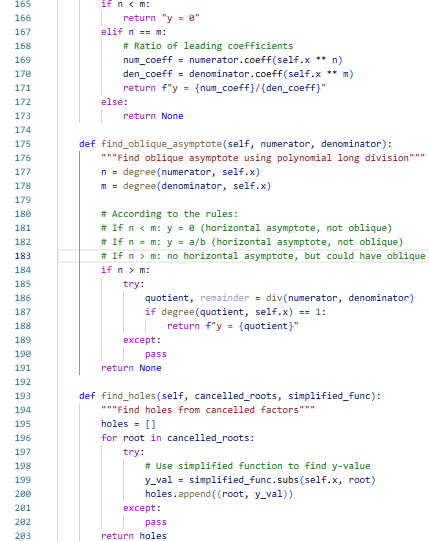 165 if n < m:
166 return "y = 0"
167 elif n == m:
168 # Ratio of leading coefficients
169 num_coeff = numerator.coeff(self.x ** n)
170 den_coeff = denominator.coeff(self.x ** m)
171 return f"y = {num_coeff}/{den_coeff}"
172 else:
173 return None
174
175 def find_oblique_asymptote(self, numerator, denominator):
176 """Find oblique asymptote using polynomial long division"""
177 n = degree(numerator, self.x)
178 m = degree(denominator, self.x)
179
180 # According to the rules:
181 # If n < m: y = 0 (horizontal asymptote, not oblique)
182 # If n = m: y = a/b (horizontal asymptote, not oblique)
183 # If n > m: no horizontal asymptote, but could have oblique
184 if n > m:
185 try:
186 quotient, remainder = div(numerator, denominator)
187 if degree(quotient, self.x) == 1:
188 return f"y = {quotient}"
189 except:
190 pass
191 return None
192
193 def find_holes(self, cancelled_roots, simplified_func):
194 """Find holes from cancelled factors"""
195 holes = []
196 for root in cancelled_roots:
197 try:
198 # Use simplified function to find y-value
199 y_val = simplified_func.subs(self.x, root)
200 holes.append((root, y_val))
201 except:
202 pass
203 return holes